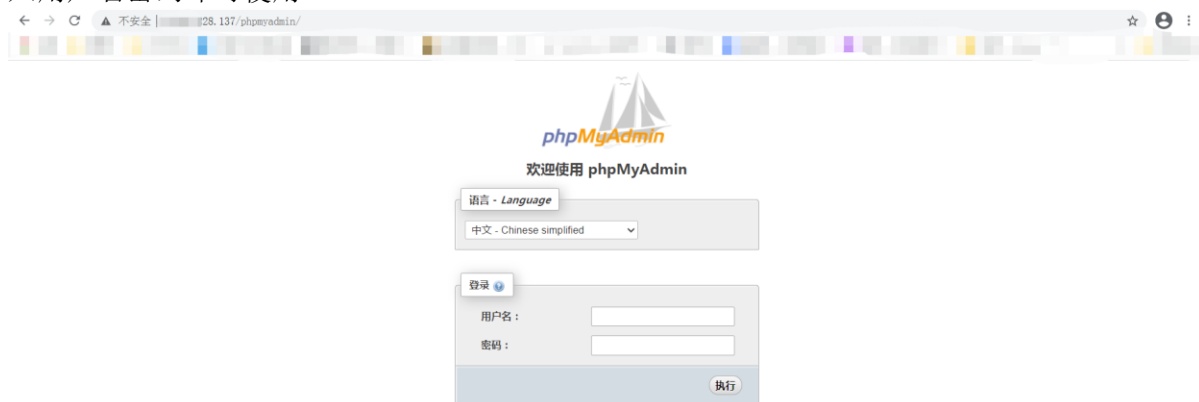 不安全 | 28.137/phpmyadmin/
phpMyAdmin
欢迎使用 phpMyAdmin
语言 - Language
中文 - Chinese simplified
登录
用户名：
密码：
执行